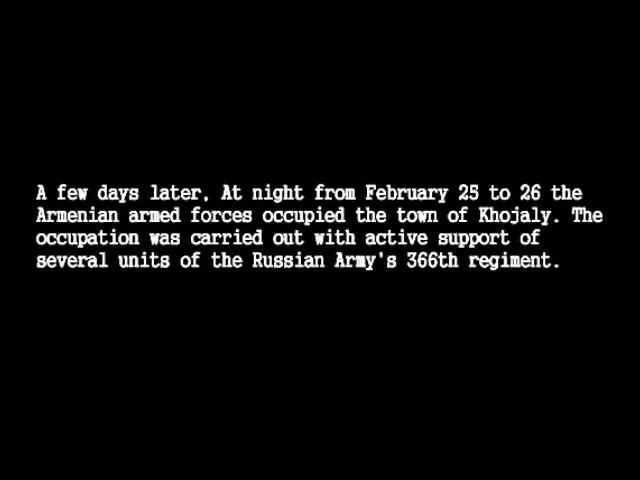 A few days later, At night from February 25 to 26 the
Armenian armed forces occupied the town of Khojaly. The
occupation was carried out with active support of
several units of the Russian Army's 366th regiment.